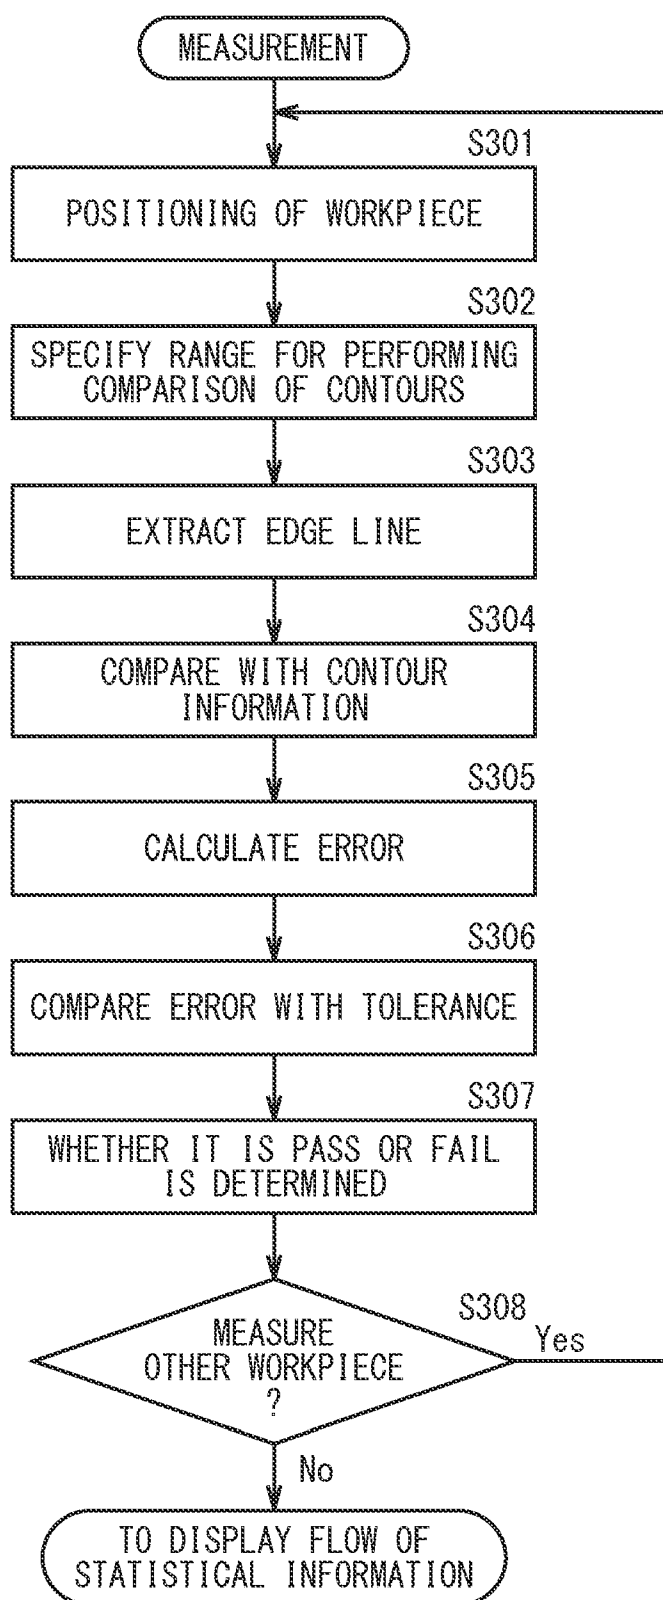 MEASUREMENT
S301
POSITIONING OF WORKPIECE
S302
SPECIFY RANGE FOR PERFORMING
COMPARISON OF CONTOURS
S303
EXTRACT EDGE LINE
S304
COMPARE WITH CONTOUR
INFORMATION
S305
CALCULATE ERROR
S306
COMPARE ERROR WITH TOLERANCE
S307
WHETHER IT IS PASS OR FAIL
IS DETERMINED
S308
MEASURE
OTHER WORKPIECE
?
Yes
No
TO DISPLAY FLOW OF
STATISTICAL INFORMATION